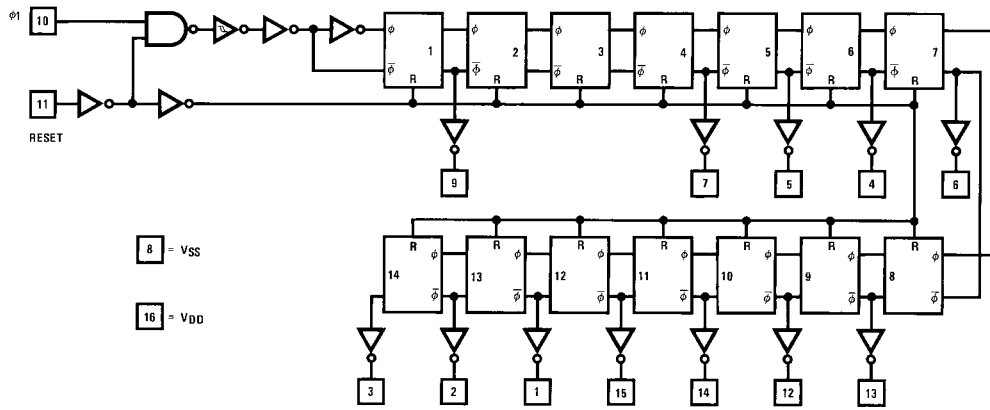 φ1
10
φ φ φ φ φ φ φ
1 2 3 4 5 6 7
φ̅ φ̅ φ̅ φ̅ φ̅ φ̅ φ̅
R R R R R R R
11
RESET
9 7 5 4 6
R R R R R R R
8 = VSS
φ φ φ φ φ φ φ
14 13 12 11 10 9 8
φ̅ φ̅ φ̅ φ̅ φ̅ φ̅ φ̅
16 = VDD
3 2 1 15 14 12 13